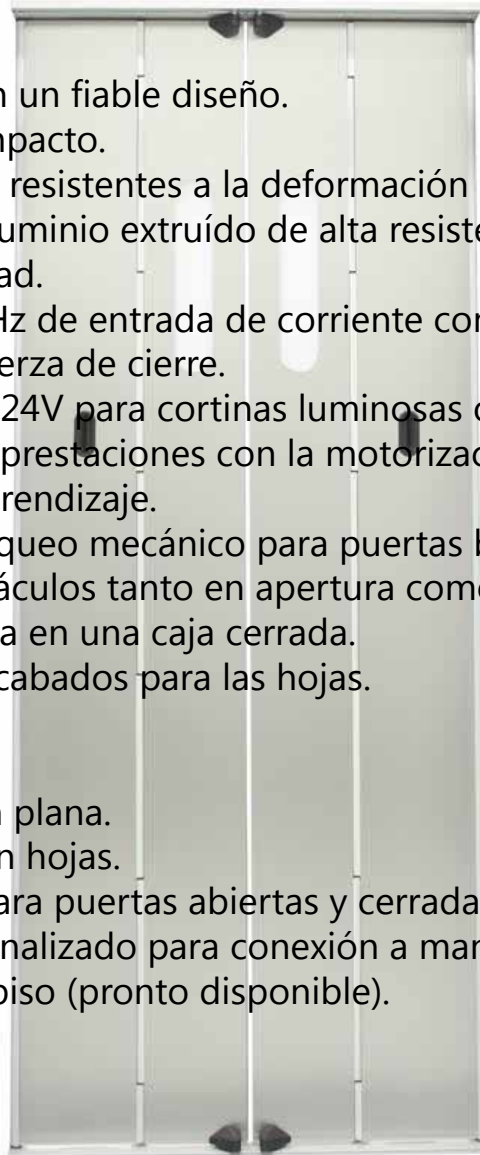 n un fiable diseño.
npacto.
resistentes a la deformación
uminio extruído de alta resiste
ad.
Hz de entrada de corriente cor
erza de cierre.
24V para cortinas luminosas o
prestaciones con la motorizac
rendizaje.
queo mecánico para puertas b
áculos tanto en apertura come
a en una caja cerrada.
cabados para las hojas.
n plana.
n hojas.
ara puertas abiertas y cerrada
nalizado para conexión a mar
piso (pronto disponible).